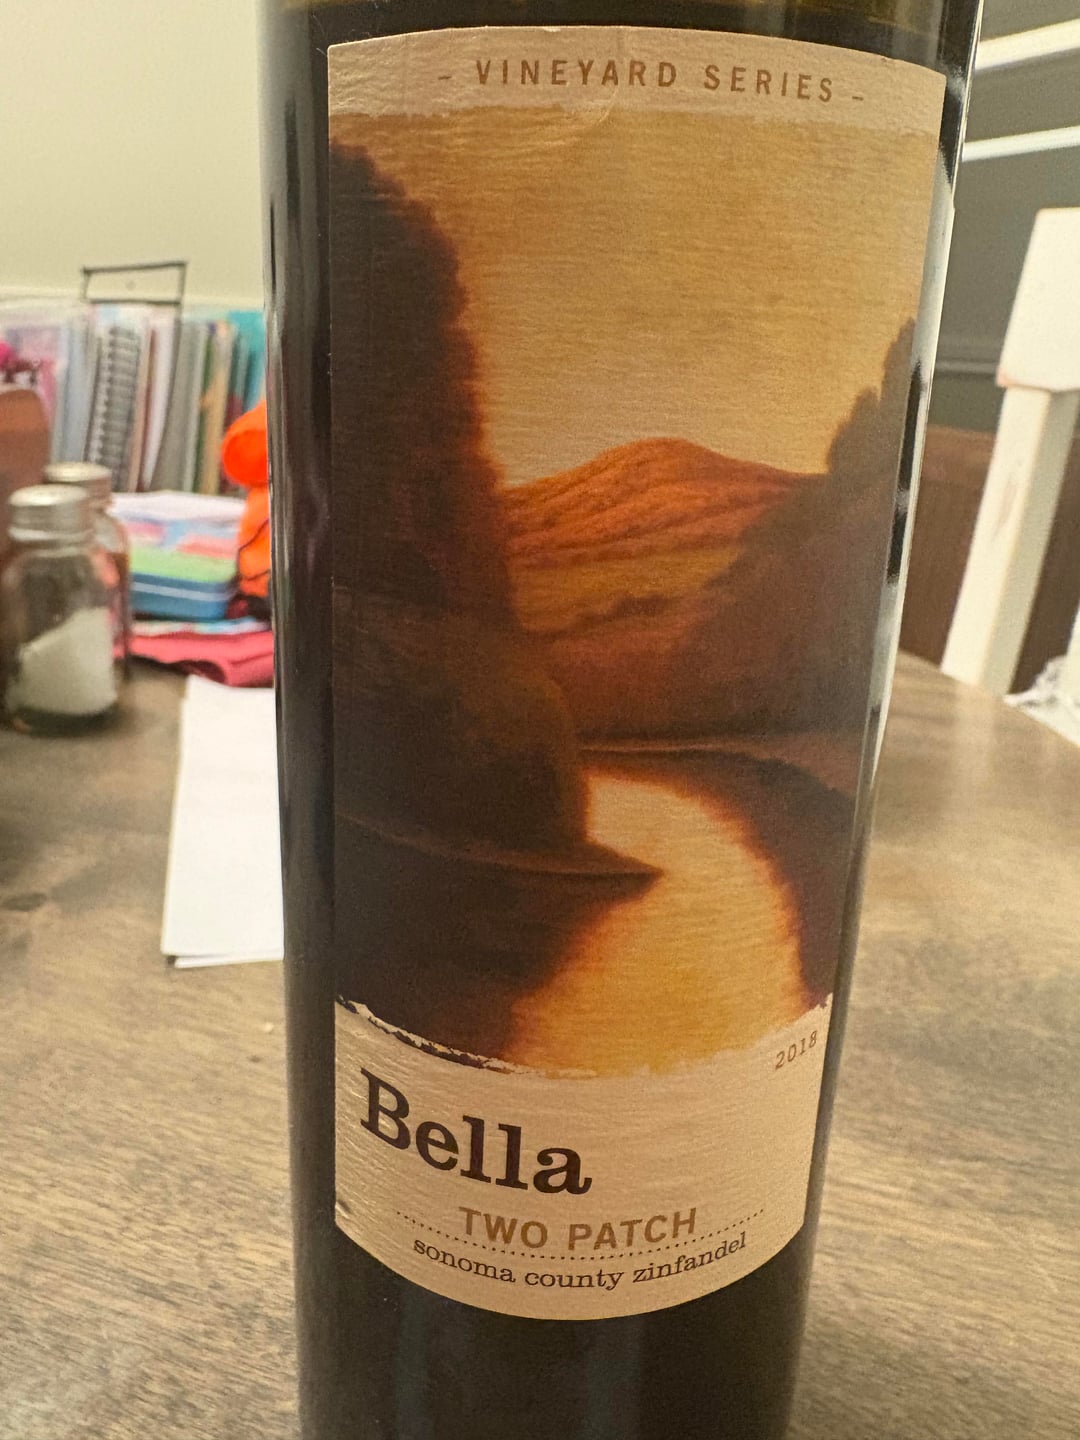 - VINEYARD SERIES -
2018
Bella
TWO PATCH
sonoma county zinfandel